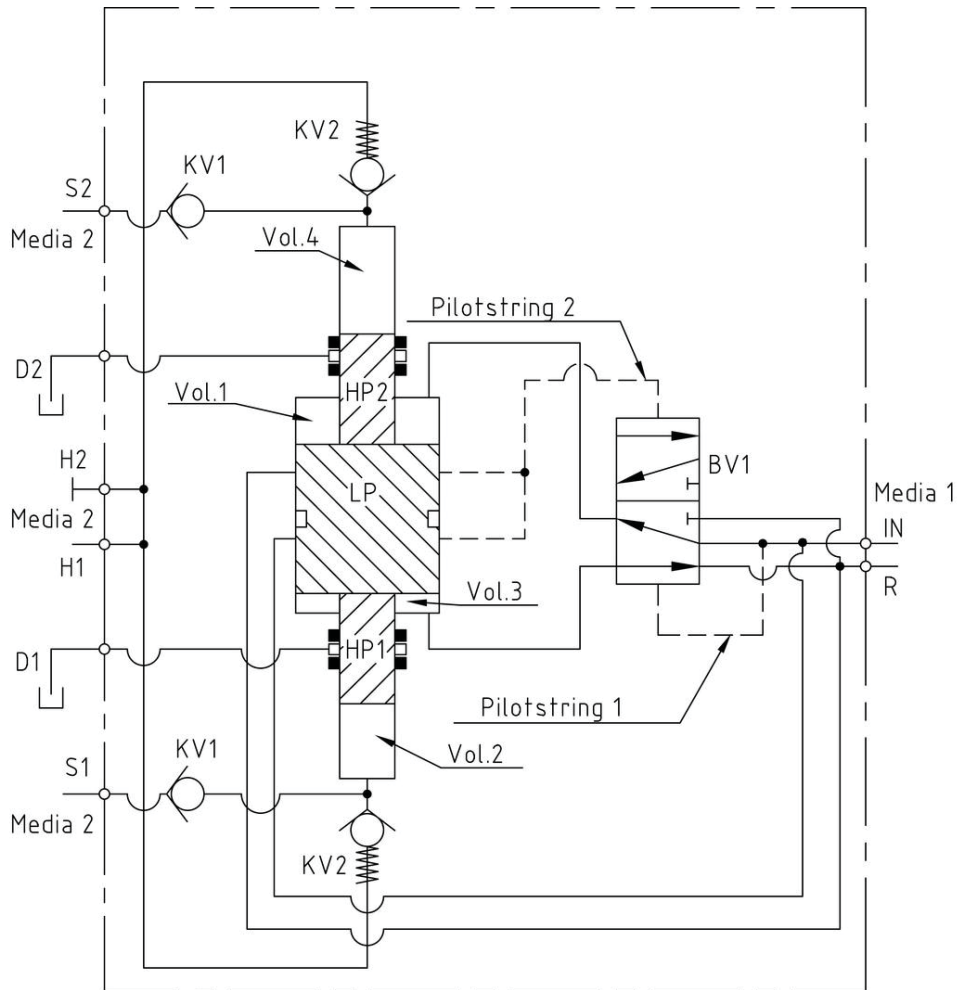 KV2
KV1
S2
Media 2
Vol.4
Pilotstring 2
D2
HP2
Vol.1
BV1
H2
LP
Media 1
Media 2
IN
H1
R
Vol.3
HP1
D1
Pilotstring 1
KV1
Vol.2
S1
Media 2
KV2